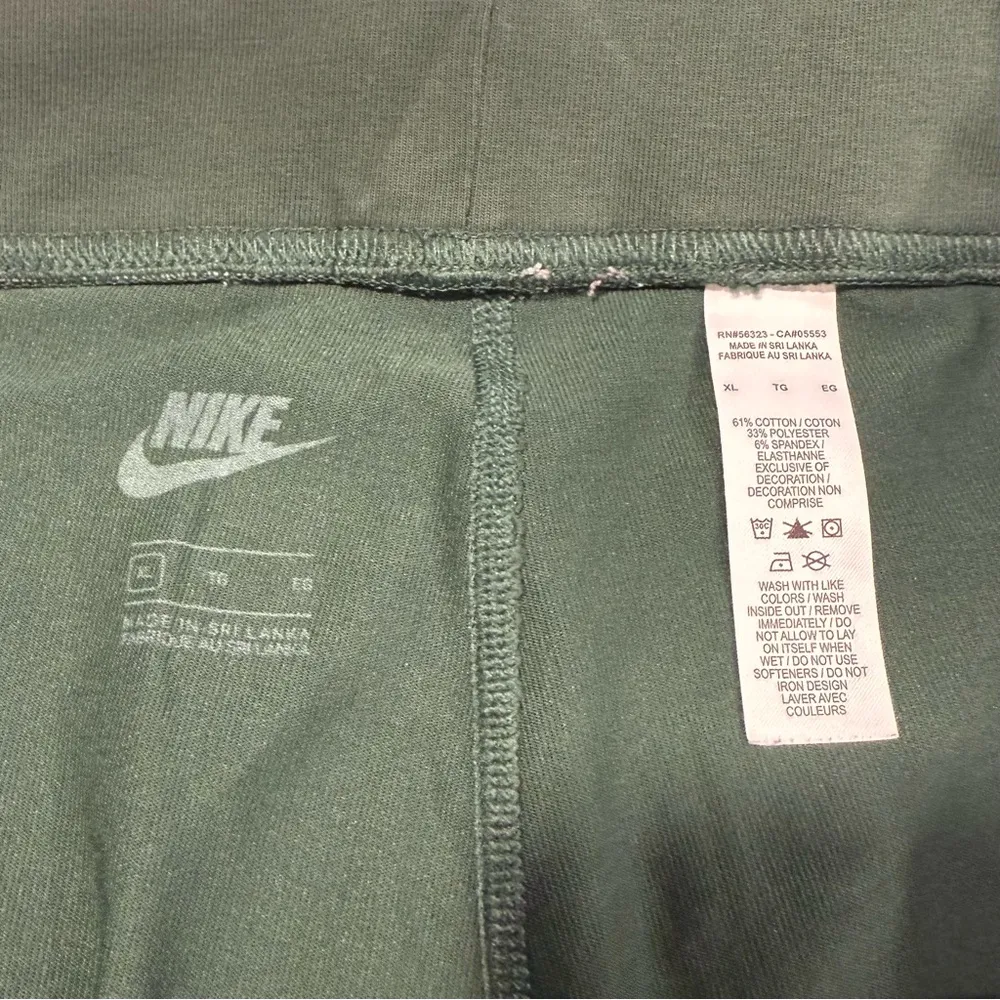 NIKE
XL TG EG
MADE IN SRI LANKA
FABRIQUE AU SRI LANKA
RN#56323 - CA#05553
MADE IN SRI LANKA
FABRIQUE AU SRI LANKA
XL TG EG
61% COTTON / COTON
33% POLYESTER
6% SPANDEX /
ELASTHANNE
EXCLUSIVE OF
DECORATION /
DECORATION NON
COMPRISE
30C
WASH WITH LIKE
COLORS / WASH
INSIDE OUT / REMOVE
IMMEDIATELY / DO
NOT ALLOW TO LAY
ON ITSELF WHEN
WET / DO NOT USE
SOFTENERS / DO NOT
IRON DESIGN
LAVER AVEC
COULEURS